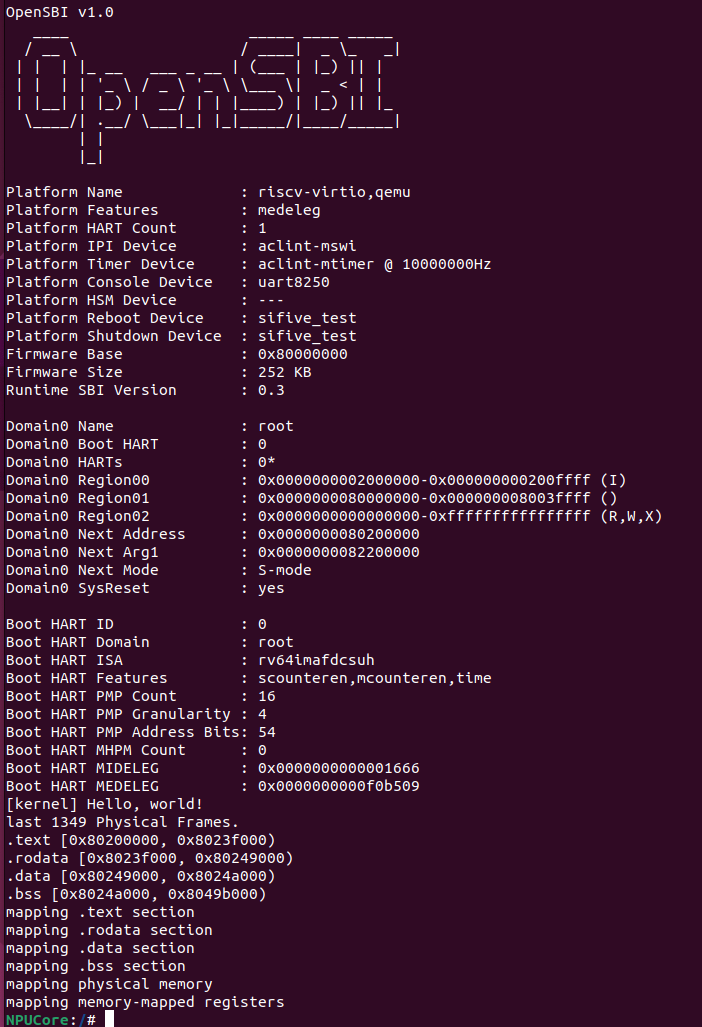 OpenSBI v1.0
   ____                    _____ ____ _____
  / __ \                  / ____|  _ \_   _|
 | |  | |_ __   ___ _ __ | (___ | |_) || |
 | |  | | '_ \ / _ \ '_ \ \___ \|  _ < | |
 | |__| | |_) |  __/ | | |____) | |_) || |_
  \____/| .__/ \___|_| |_|_____/|____/_____|
        | |
        |_|
Platform Name             : riscv-virtio,qemu
Platform Features         : medeleg
Platform HART Count       : 1
Platform IPI Device       : aclint-mswi
Platform Timer Device     : aclint-mtimer @ 10000000Hz
Platform Console Device   : uart8250
Platform HSM Device       : ---
Platform Reboot Device    : sifive_test
Platform Shutdown Device  : sifive_test
Firmware Base             : 0x80000000
Firmware Size             : 252 KB
Runtime SBI Version       : 0.3
Domain0 Name              : root
Domain0 Boot HART         : 0
Domain0 HARTs             : 0*
Domain0 Region00          : 0x0000000002000000-0x000000000200ffff (I)
Domain0 Region01          : 0x0000000080000000-0x000000008003ffff ()
Domain0 Region02          : 0x0000000000000000-0xffffffffffffffff (R,W,X)
Domain0 Next Address      : 0x0000000080200000
Domain0 Next Arg1         : 0x0000000082200000
Domain0 Next Mode         : S-mode
Domain0 SysReset          : yes
Boot HART ID              : 0
Boot HART Domain          : root
Boot HART ISA             : rv64imafdcsuh
Boot HART Features        : scounteren,mcounteren,time
Boot HART PMP Count       : 16
Boot HART PMP Granularity : 4
Boot HART PMP Address Bits: 54
Boot HART MHPM Count      : 0
Boot HART MIDELEG         : 0x0000000000001666
Boot HART MEDELEG         : 0x0000000000f0b509
[kernel] Hello, world!
last 1349 Physical Frames.
.text [0x80200000, 0x8023f000)
.rodata [0x8023f000, 0x80249000)
.data [0x80249000, 0x8024a000)
.bss [0x8024a000, 0x8049b000)
mapping .text section
mapping .rodata section
mapping .data section
mapping .bss section
mapping physical memory
mapping memory-mapped registers
NPUCore:/#